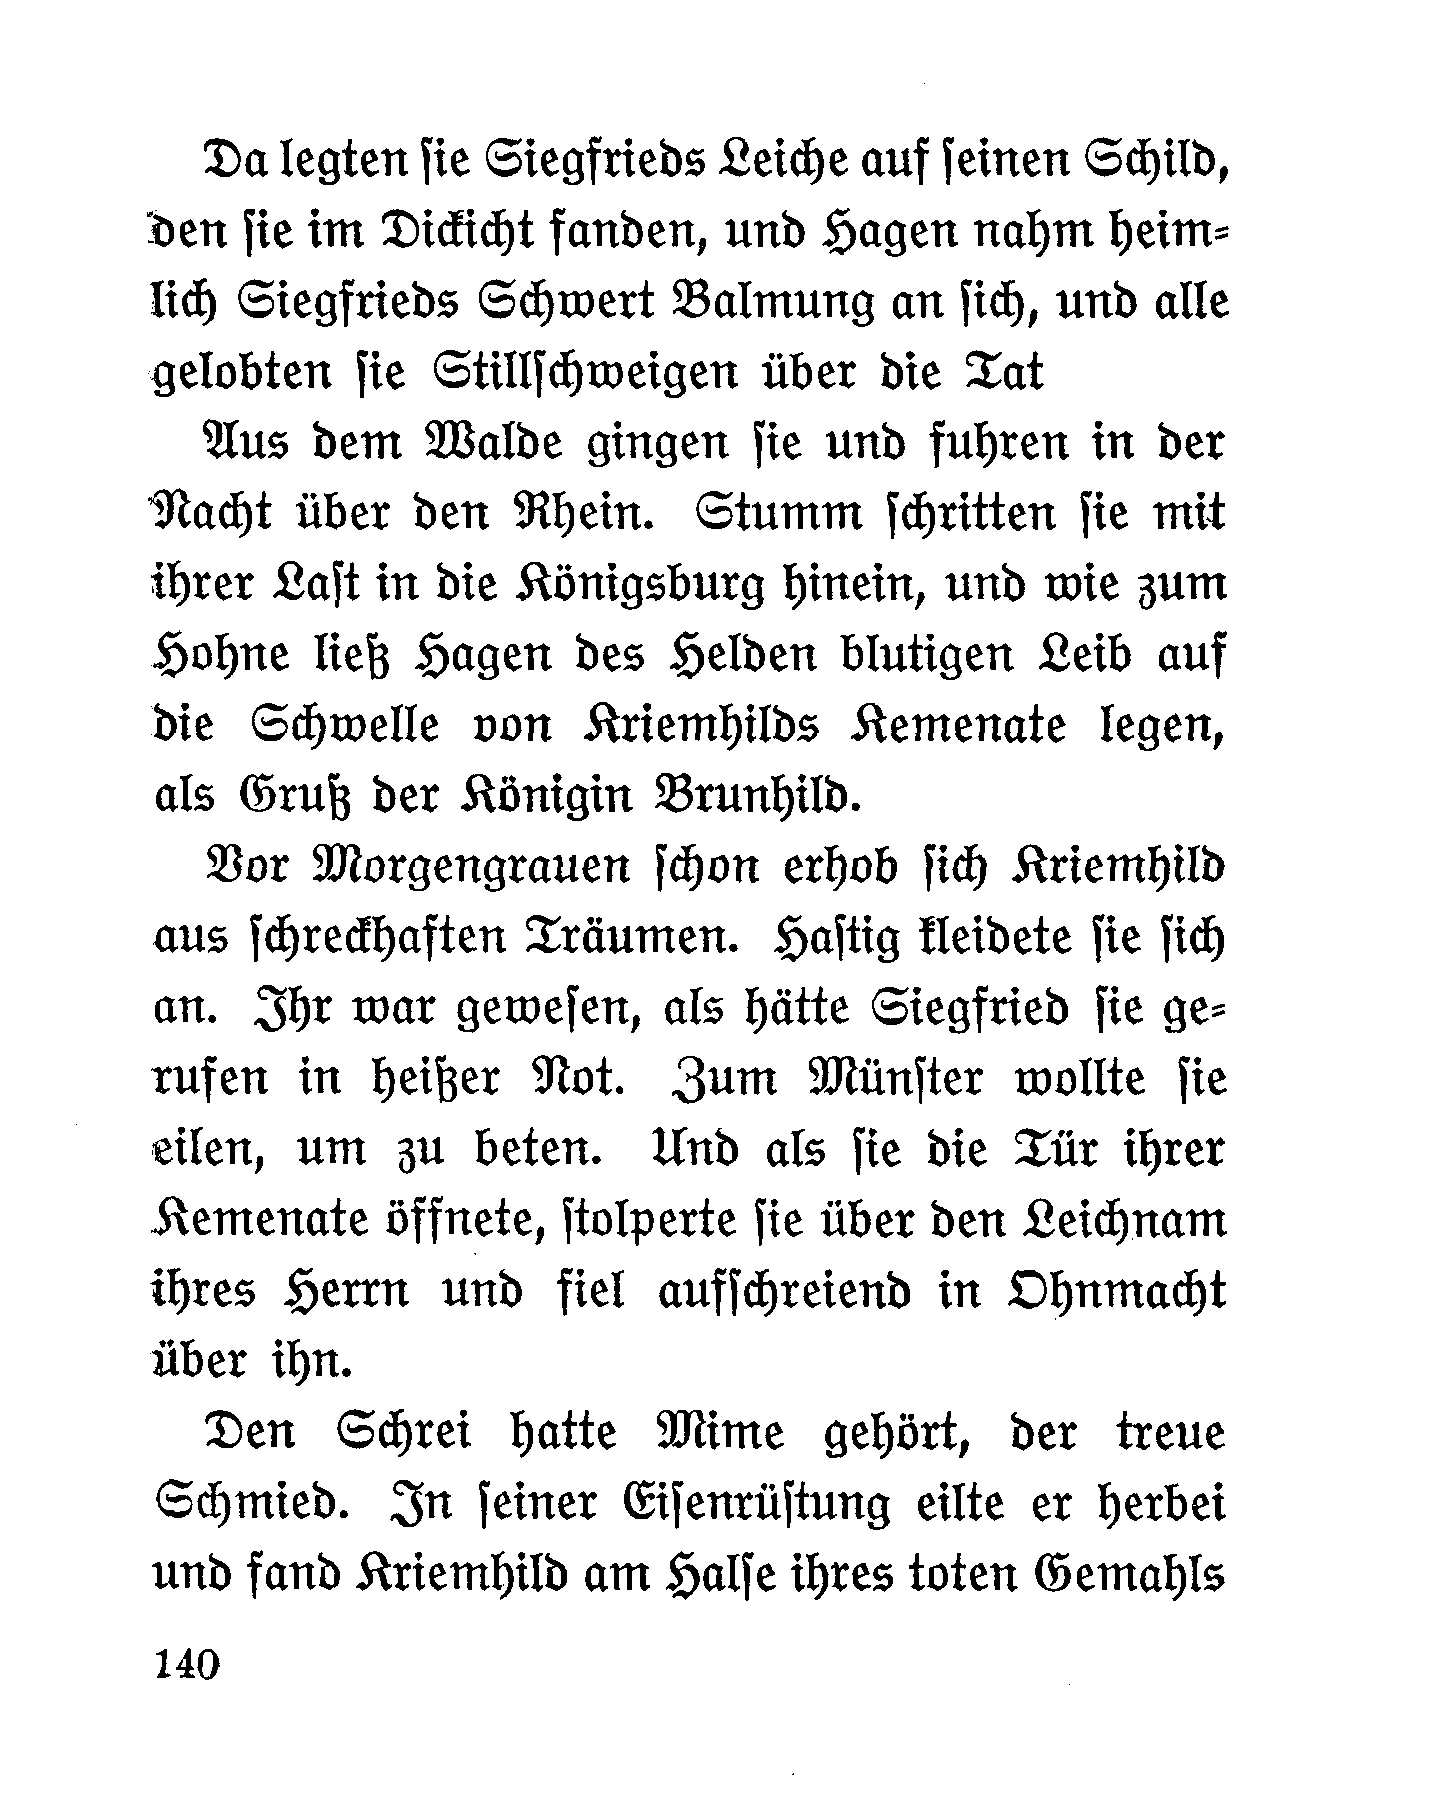 Da legten ſie Siegfrieds Leiche auf ſeinen Schild,
den ſie im Dickicht fanden, und Hagen nahm heim⸗
lich Siegfrieds Schwert Balmung an ſich, und alle
gelobten ſie Stillſchweigen über die Tat
Aus dem Walde gingen ſie und fuhren in der
Nacht über den Rhein. Stumm ſchritten ſie mit
ihrer Laſt in die Königsburg hinein, und wie zum
Hohne ließ Hagen des Helden blutigen Leib auf
die Schwelle von Kriemhilds Kemenate legen,
als Gruß der Königin Brunhild.
Vor Morgengrauen ſchon erhob ſich Kriemhild
aus ſchreckhaften Träumen. Haſtig kleidete ſie ſich
an. Ihr war geweſen, als hätte Siegfried ſie ge⸗
rufen in heißer Not. Zum Münſter wollte ſie
eilen, um zu beten. Und als ſie die Tür ihrer
Kemenate öffnete, ſtolperte ſie über den Leichnam
ihres Herrn und fiel aufſchreiend in Ohnmacht
über ihn.
Den Schrei hatte Mime gehört, der treue
Schmied. In ſeiner Eiſenrüſtung eilte er herbei
und fand Kriemhild am Halſe ihres toten Gemahls
140